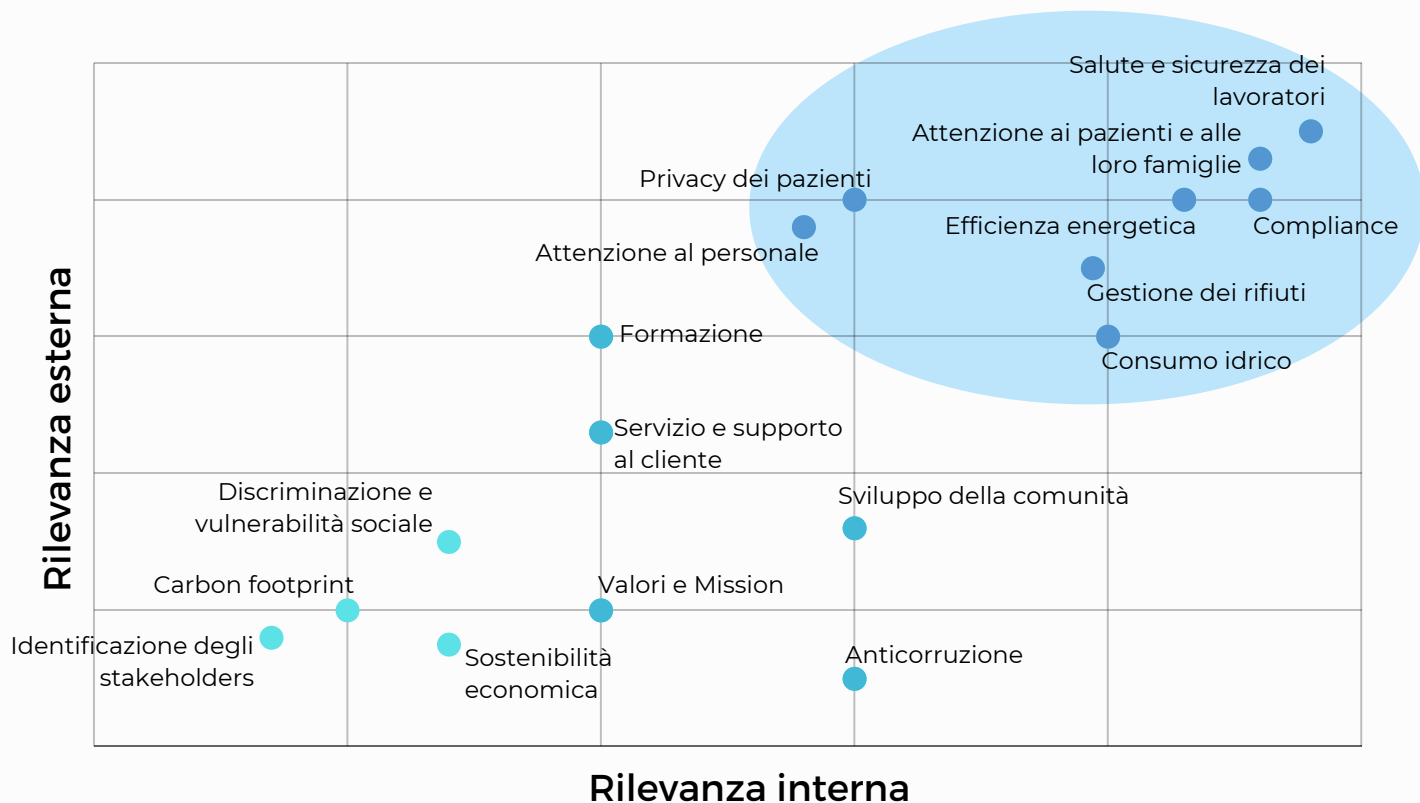 Salute e sicurezza dei
lavoratori
Attenzione ai pazienti e alle
loro famiglie
Privacy dei pazienti
Efficienza energetica
Compliance
Attenzione al personale
Gestione dei rifiuti
Formazione
Consumo idrico
Servizio e supporto
al cliente
Discriminazione e
vulnerabilità sociale
Sviluppo della comunità
Carbon footprint
Valori e Mission
Identificazione degli
stakeholders
Sostenibilità
economica
Anticorruzione
Rilevanza esterna
Rilevanza interna